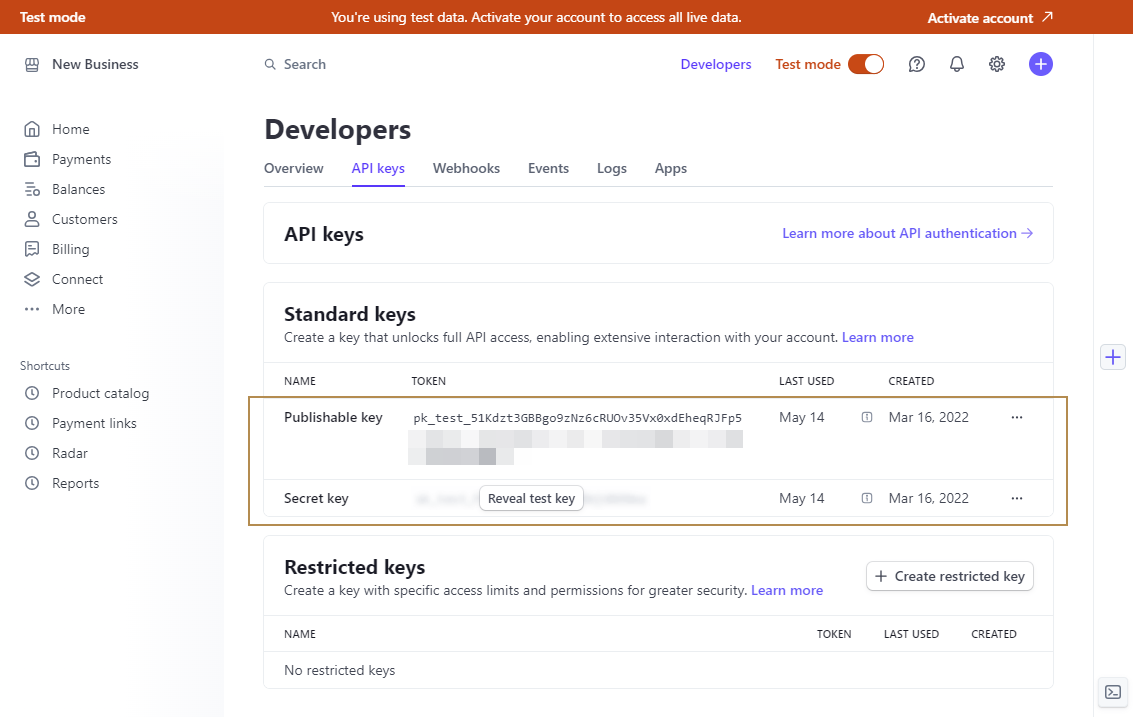 Test mode
You're using test data. Activate your account to access all live data.
Activate account
New Business
Search
Developers
Test mode
Home
Payments
Balances
Customers
Billing
Connect
More
Shortcuts
Product catalog
Payment links
Radar
Reports
Developers
Overview
API keys
Webhooks
Events
Logs
Apps
API keys
Learn more about API authentication
Standard keys
Create a key that unlocks full API access, enabling extensive interaction with your account. Learn more
NAME TOKEN LAST USED CREATED
Publishable key pk_test_51Kdzt3GBBgo9zNz6cRUOv35Vx0xdEheqRJFp5 May 14 Mar 16, 2022
Secret key Reveal test key May 14 Mar 16, 2022
Restricted keys
Create a key with specific access limits and permissions for greater security. Learn more
Create restricted key
NAME TOKEN LAST USED CREATED
No restricted keys